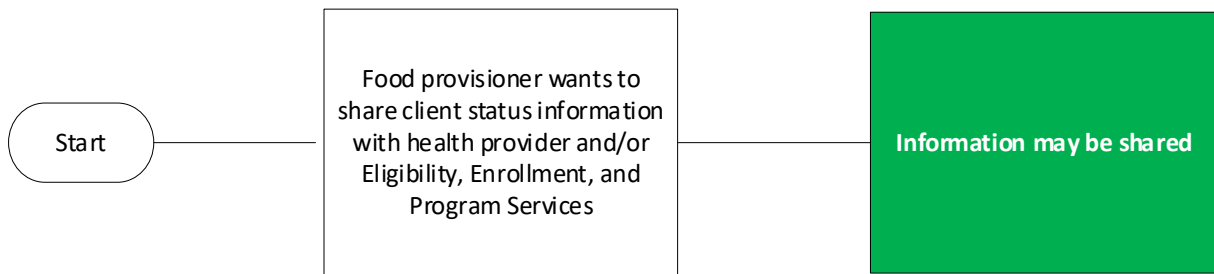 Start
Food provisioner wants to
share client status information
with health provider and/or
Eligibility, Enrollment, and
Program Services
Information may be shared